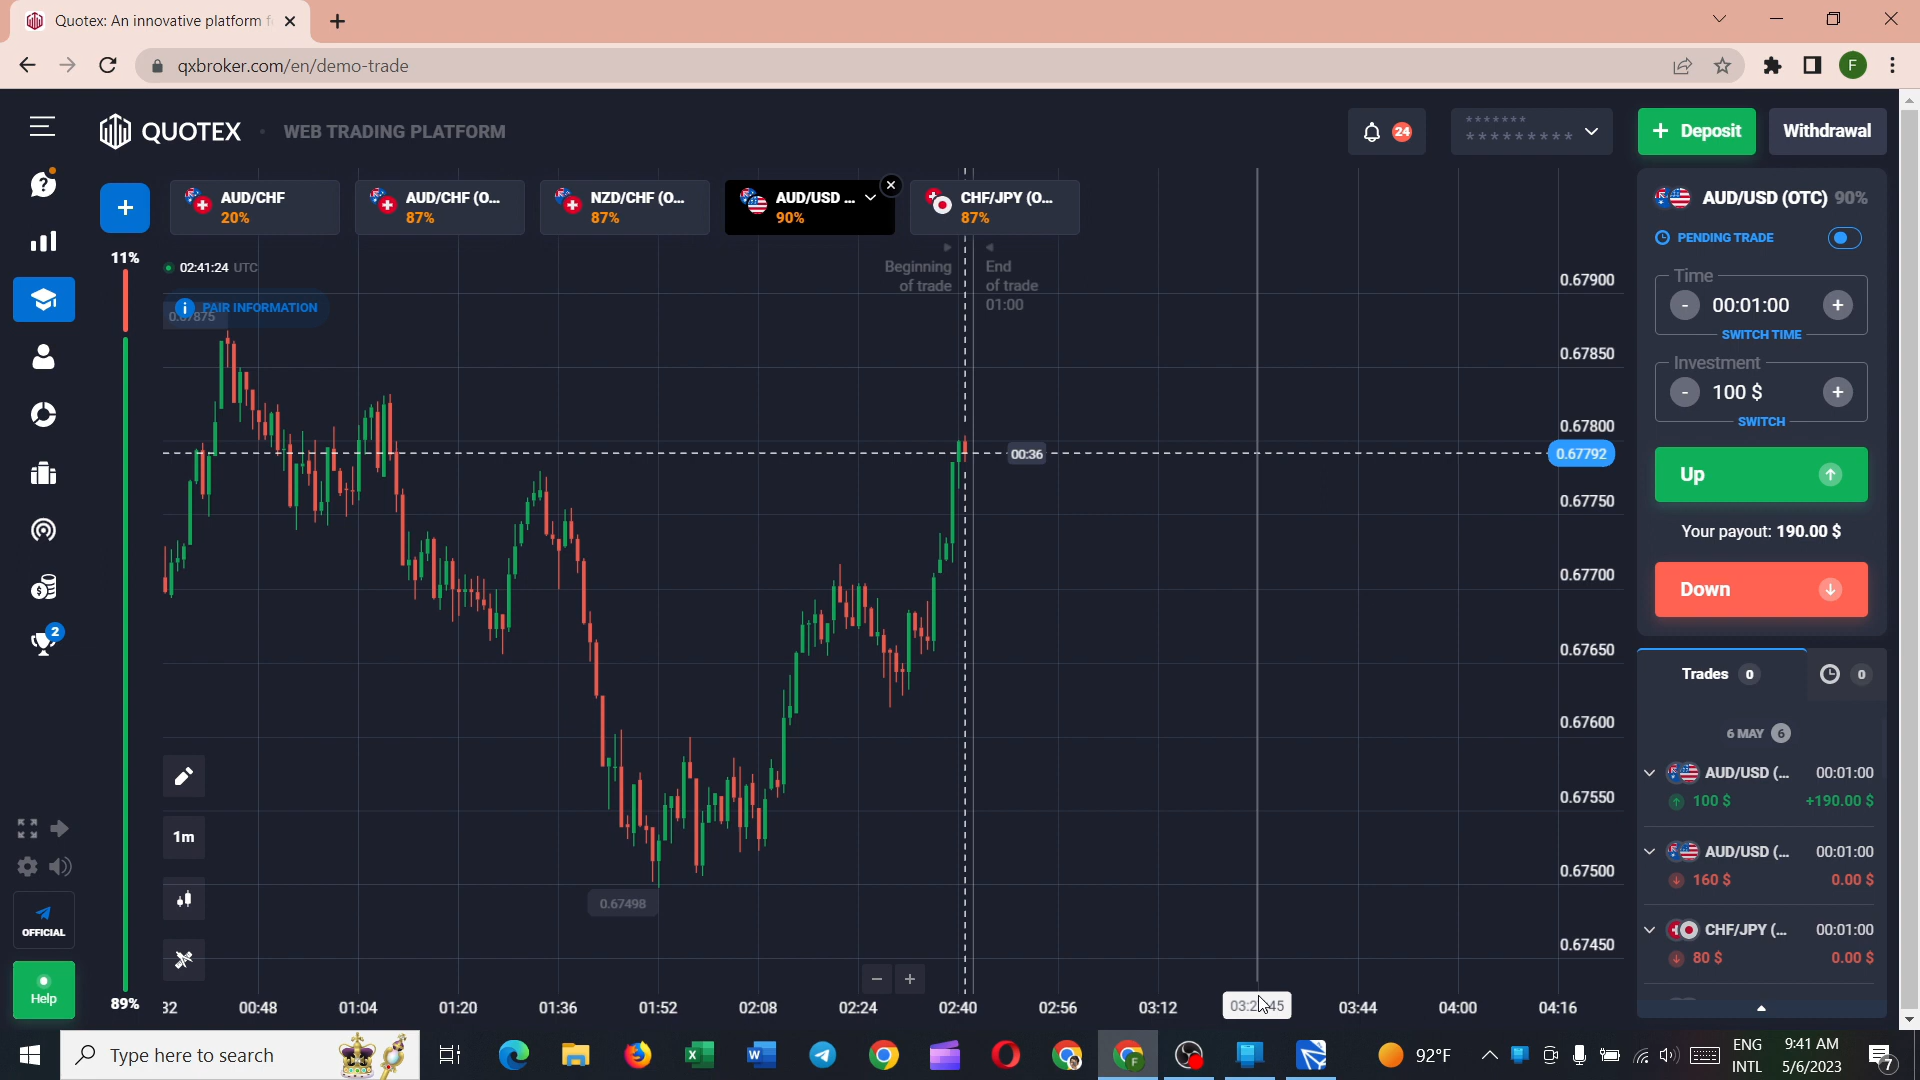 Quotex: An innovative platform f
qxbroker.com/en/demo-trade
F
QUOTEX
WEB TRADING PLATFORM
24
*******
*********
+ Deposit
Withdrawal
AUD/CHF
20%
AUD/CHF (O...
87%
NZD/CHF (O...
87%
AUD/USD ...
90%
CHF/JPY (O...
87%
11%
02:41:24 UTC
PAIR INFORMATION
Beginning
of trade
End
of trade
01:00
0.67900
0.67850
0.67800
0.67792
0.67750
0.67700
0.67650
0.67600
0.67550
0.67500
0.67450
00:36
0.67498
1m
89%
32
00:48
01:04
01:20
01:36
01:52
02:08
02:24
02:40
02:56
03:12
03:44
04:00
04:16
AUD/USD (OTC) 90%
PENDING TRADE
Time
- 00:01:00 +
SWITCH TIME
Investment
- 100 $ +
SWITCH
Up
Your payout: 190.00 $
Down
Trades 0
0
6 MAY 6
AUD/USD (... 00:01:00
100 $ +190.00 $
AUD/USD (... 00:01:00
160 $ 0.00 $
CHF/JPY (... 00:01:00
80 $ 0.00 $
2
OFFICIAL
Help
Type here to search
92°F
ENG
INTL
9:41 AM
5/6/2023
7